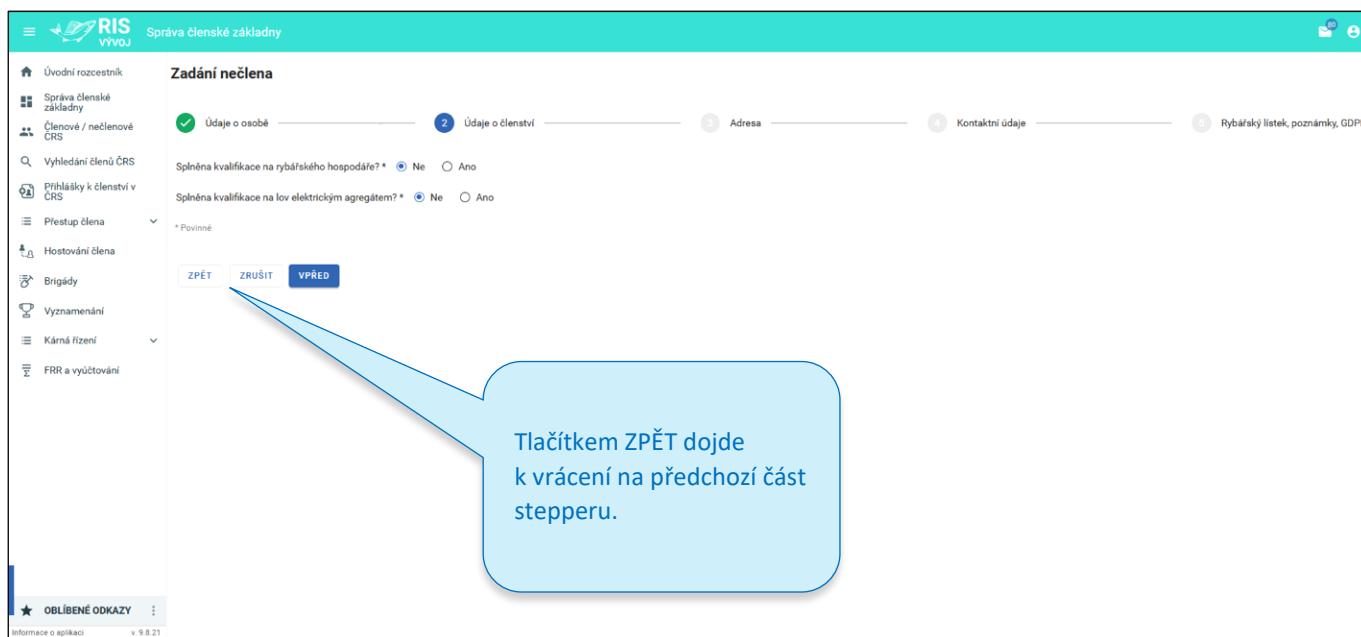 RIS
VÝVOJ
Správa členské základny
80
Úvodní rozcestník
Správa členské
základny
Členové / nečlenové
ČRS
Vyhledání členů ČRS
Přihlášky k členství v
ČRS
Přestup člena
Hostování člena
Brigády
Vyznamenání
Kárná řízení
FRR a vyúčtování
OBLÍBENÉ ODKAZY
Informace o aplikaci v. 9.8.21
Zadání nečlena
Údaje o osobě 2 Údaje o členství 3 Adresa 4 Kontaktní údaje 5 Rybářský lístek, poznámky, GDP
Splněna kvalifikace na rybářského hospodáře? * Ne Ano
Splněna kvalifikace na lov elektrickým agregátem? * Ne Ano
* Povinné
ZPĚT ZRUŠIT VPŘED
Tlačítkem ZPĚT dojde
k vrácení na předchozí část
stepperu.